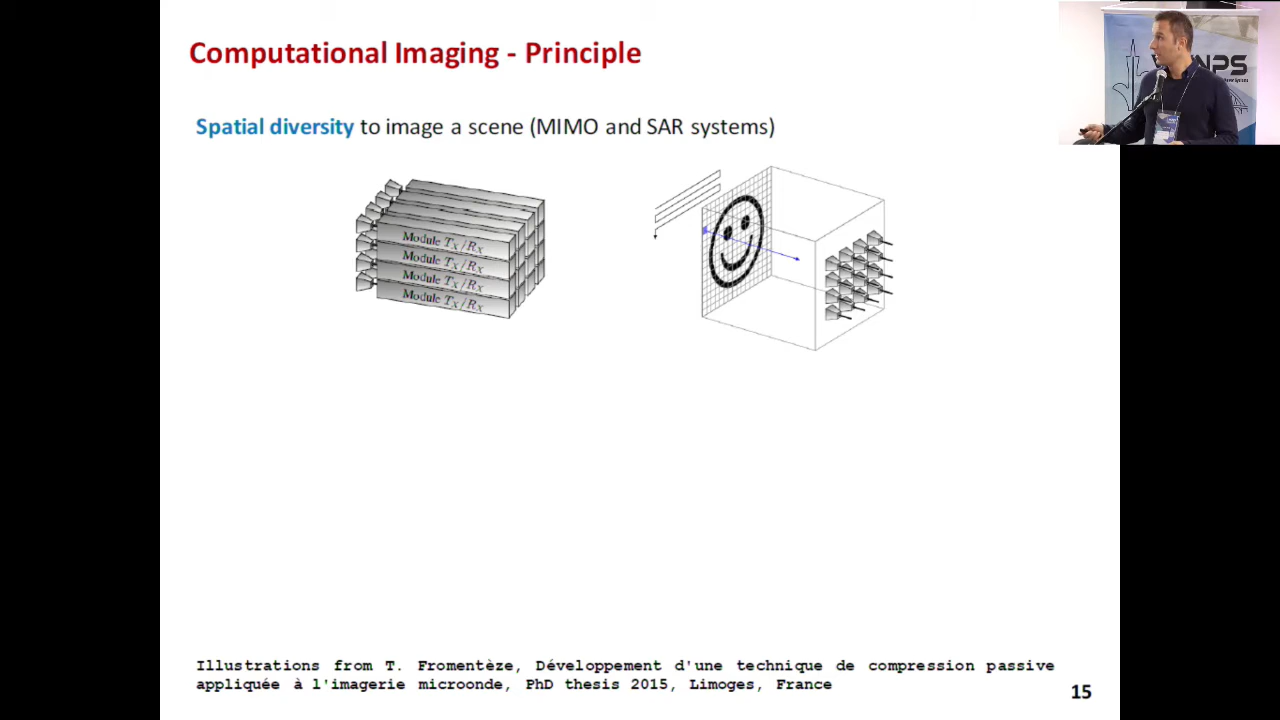 Computational Imaging - Principle
Spatial diversity to image a scene (MIMO and SAR systems)
Module TX/RX
Module TX/RX
Module TX/RX
Module TX/RX
NPS
Illustrations from T. Fromentèze, Développement d'une technique de compression passive
appliquée à l'imagerie microonde, PhD thesis 2015, Limoges, France
15